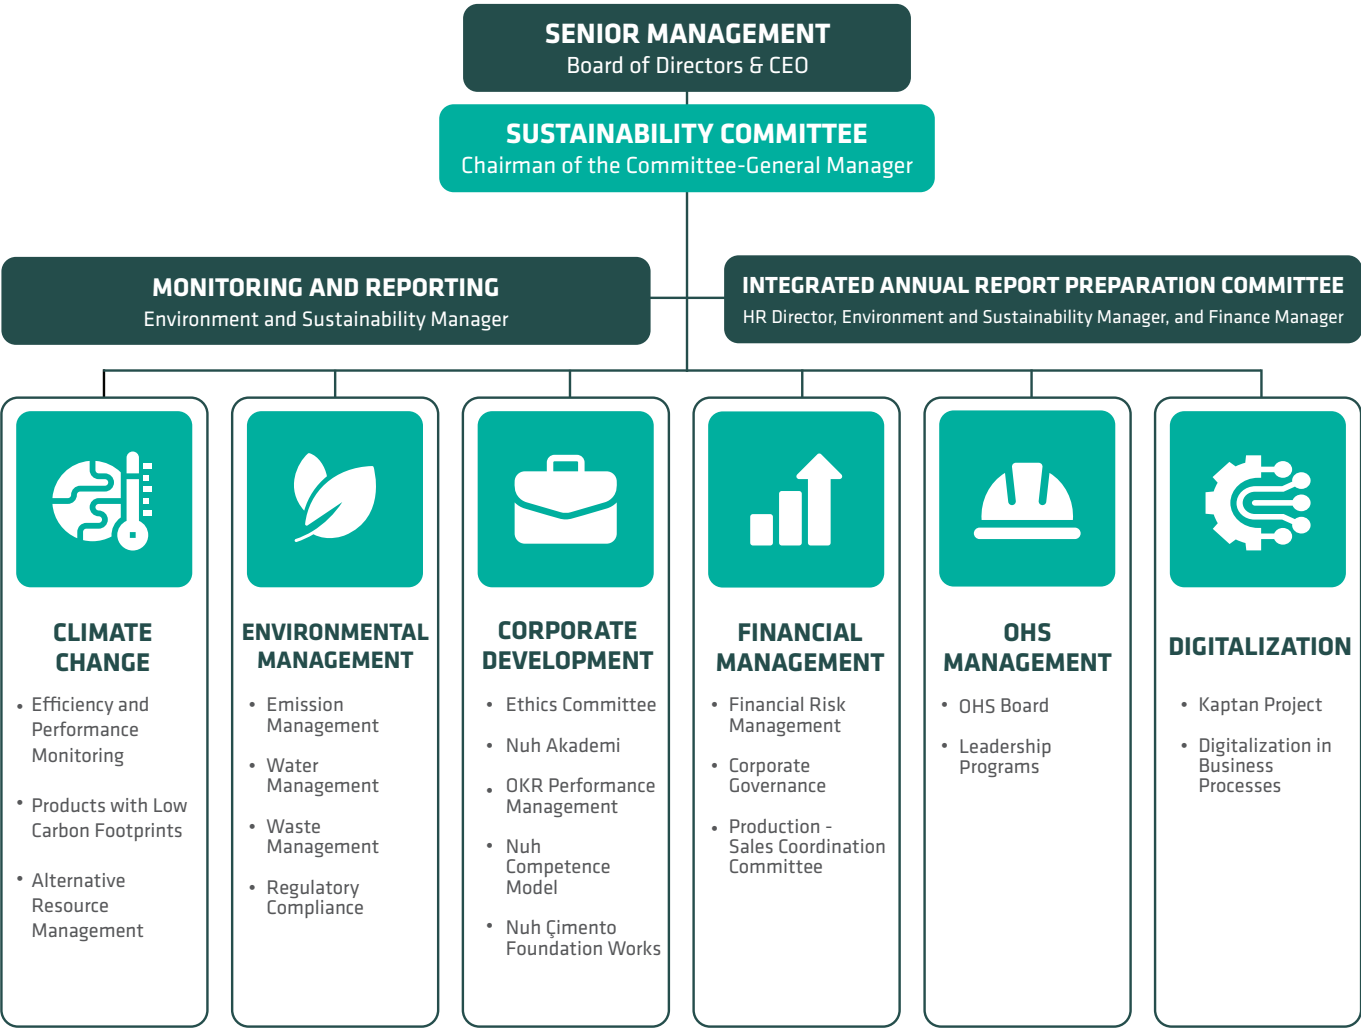 SENIOR MANAGEMENT
Board of Directors & CEO
SUSTAINABILITY COMMITTEE
Chairman of the Committee-General Manager
MONITORING AND REPORTING
Environment and Sustainability Manager
INTEGRATED ANNUAL REPORT PREPARATION COMMITTEE
HR Director, Environment and Sustainability Manager, and Finance Manager
CLIMATE
CHANGE
• Efficiency and
Performance
Monitoring
• Products with Low
Carbon Footprints
• Alternative
Resource
Management
ENVIRONMENTAL
MANAGEMENT
• Emission
Management
• Water
Management
• Waste
Management
• Regulatory
Compliance
CORPORATE
DEVELOPMENT
• Ethics Committee
• Nuh Akademi
• OKR Performance
Management
• Nuh
Competence
Model
• Nuh Çimento
Foundation Works
FINANCIAL
MANAGEMENT
• Financial Risk
Management
• Corporate
Governance
• Production -
Sales Coordination
Committee
OHS
MANAGEMENT
• OHS Board
• Leadership
Programs
DIGITALIZATION
• Kaptan Project
• Digitalization in
Business
Processes